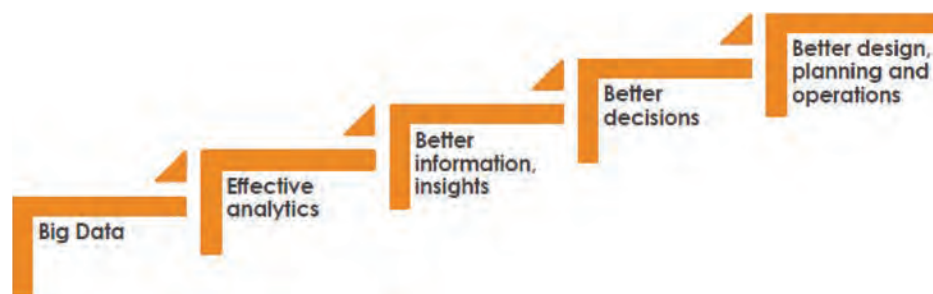 Big Data
Effective
analytics
Better
information,
insights
Better
decisions
Better design,
planning and
operations